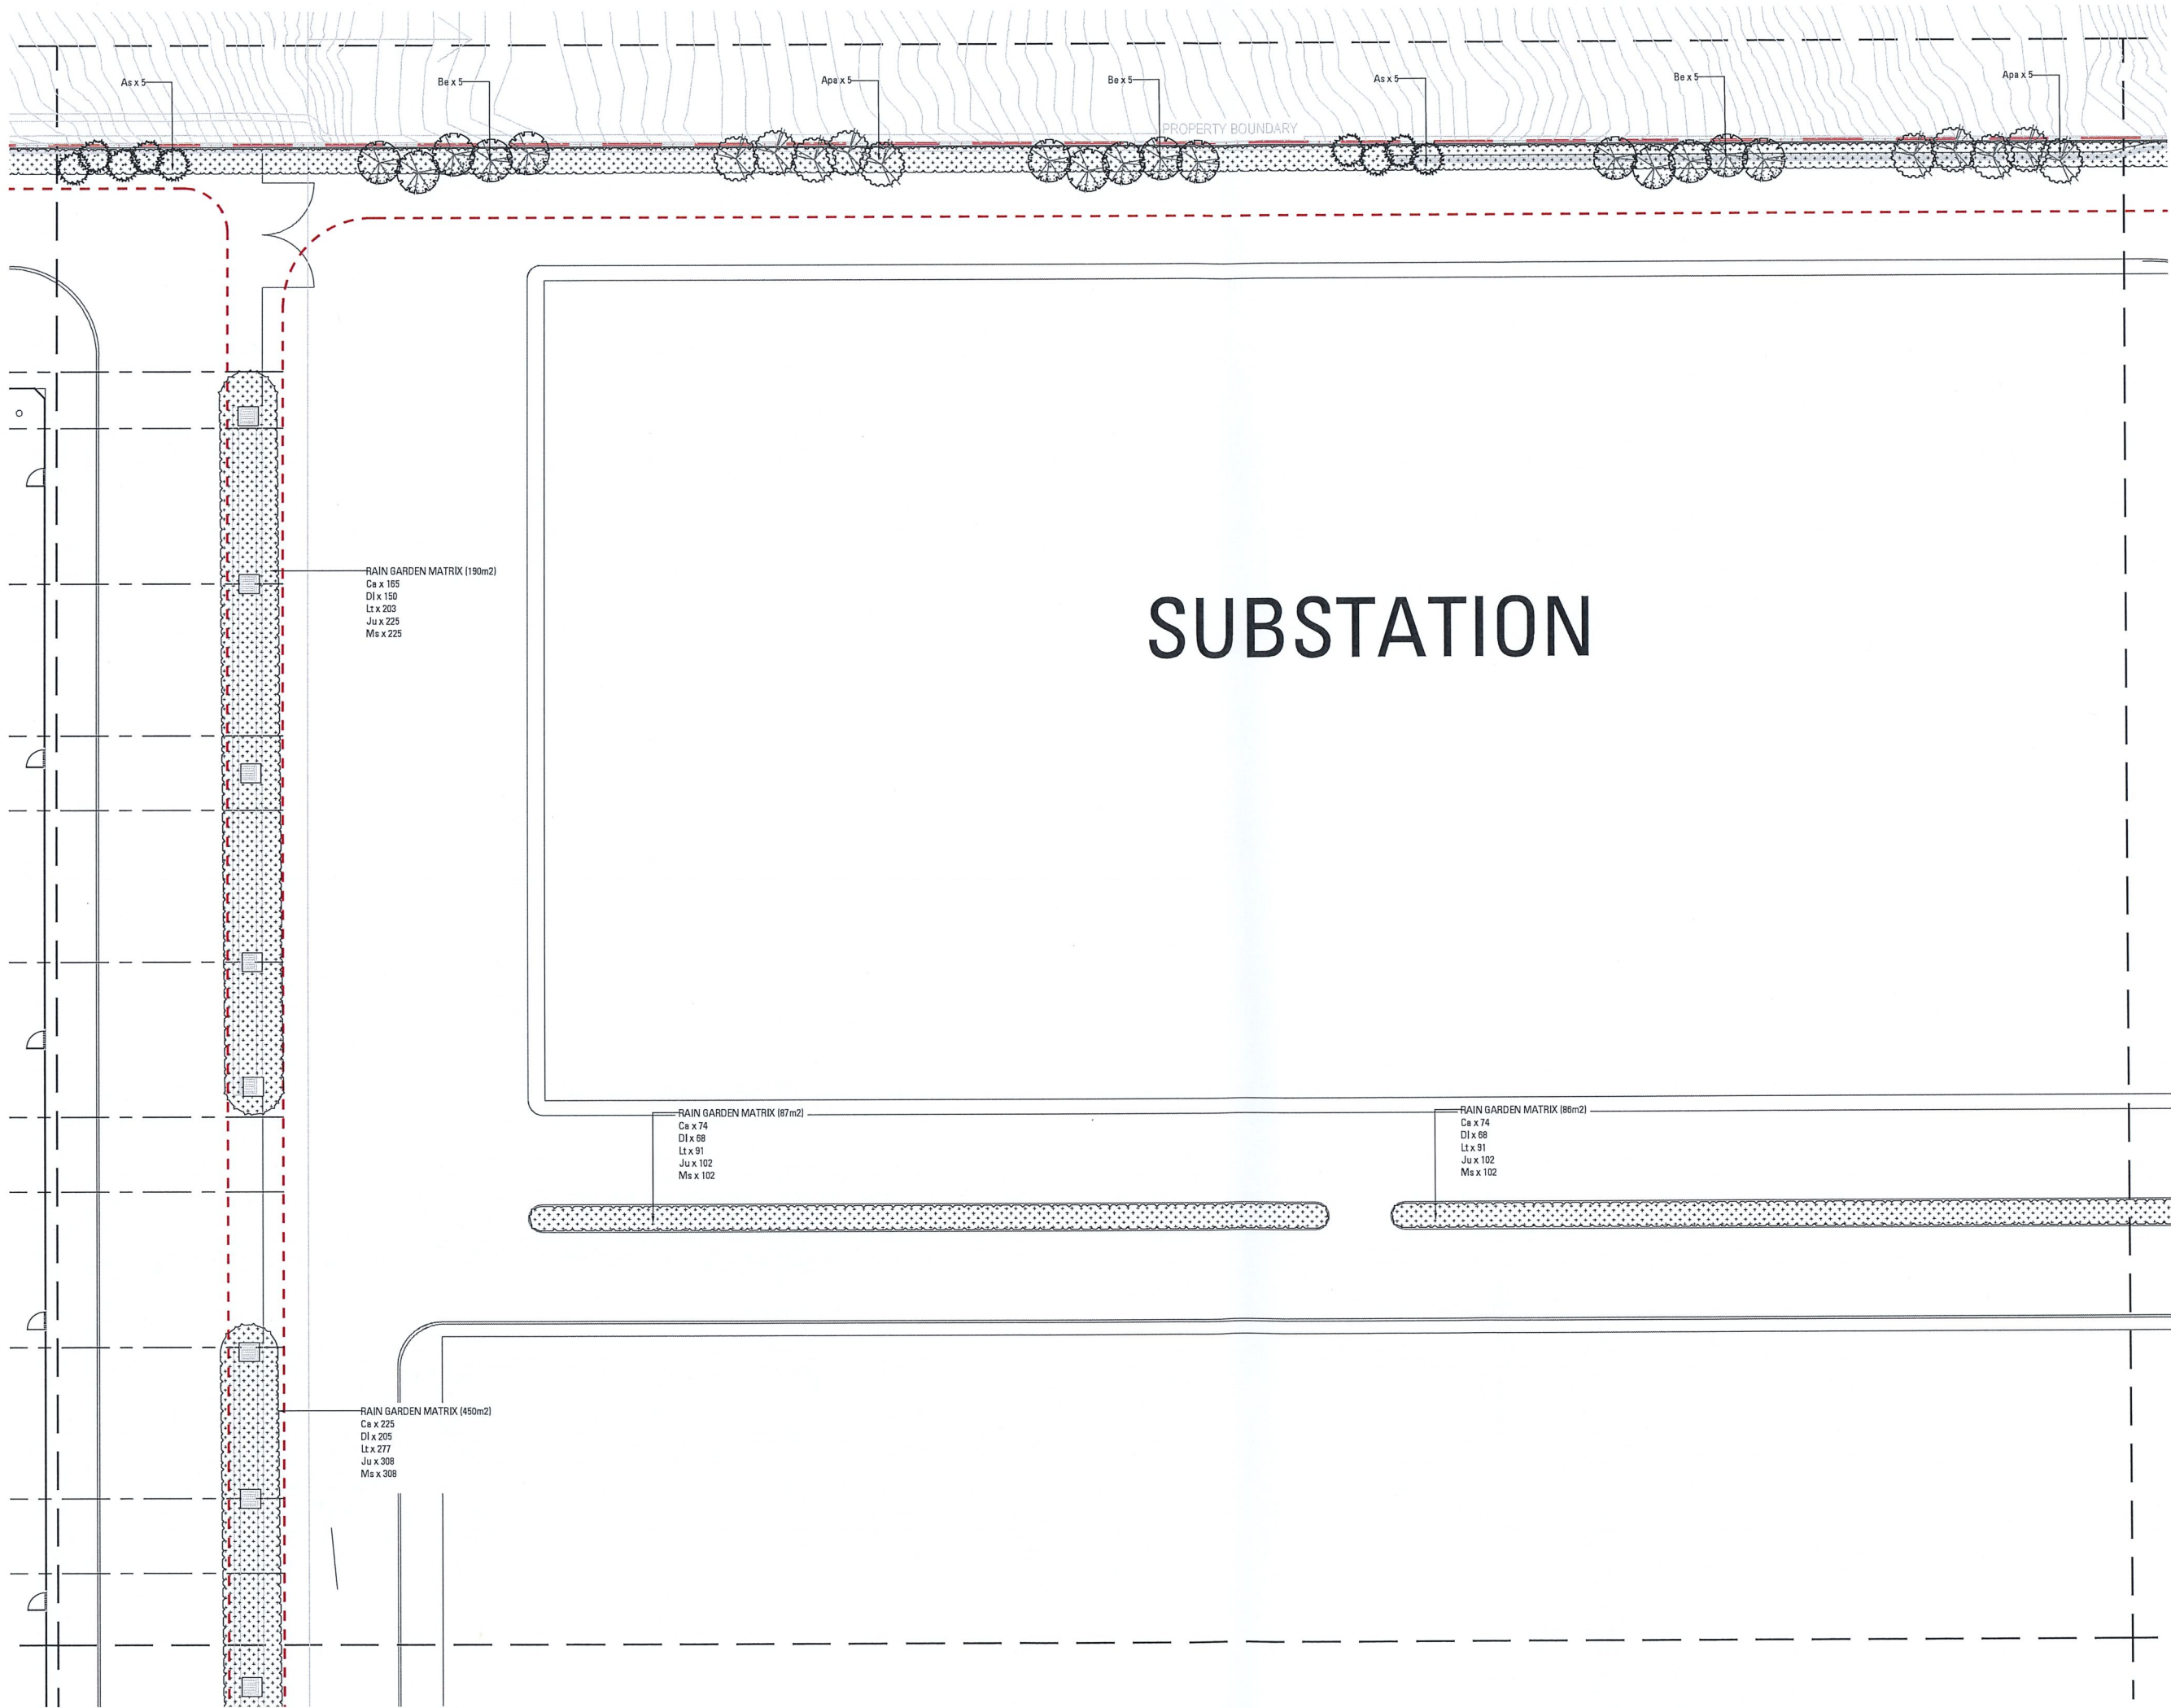 As x 5
Be x 5
Apa x 5
Be x 5
As x 5
Be x 5
Apa x 5
PROPERTY BOUNDARY
RAIN GARDEN MATRIX (190m2)
Ca x 165
Dl x 150
Lt x 203
Ju x 225
Ms x 225
SUBSTATION
RAIN GARDEN MATRIX (87m2)
Ca x 74
Dl x 68
Lt x 91
Ju x 102
Ms x 102
RAIN GARDEN MATRIX (86m2)
Ca x 74
Dl x 68
Lt x 91
Ju x 102
Ms x 102
RAIN GARDEN MATRIX (450m2)
Ca x 225
Dl x 205
Lt x 277
Ju x 308
Ms x 308